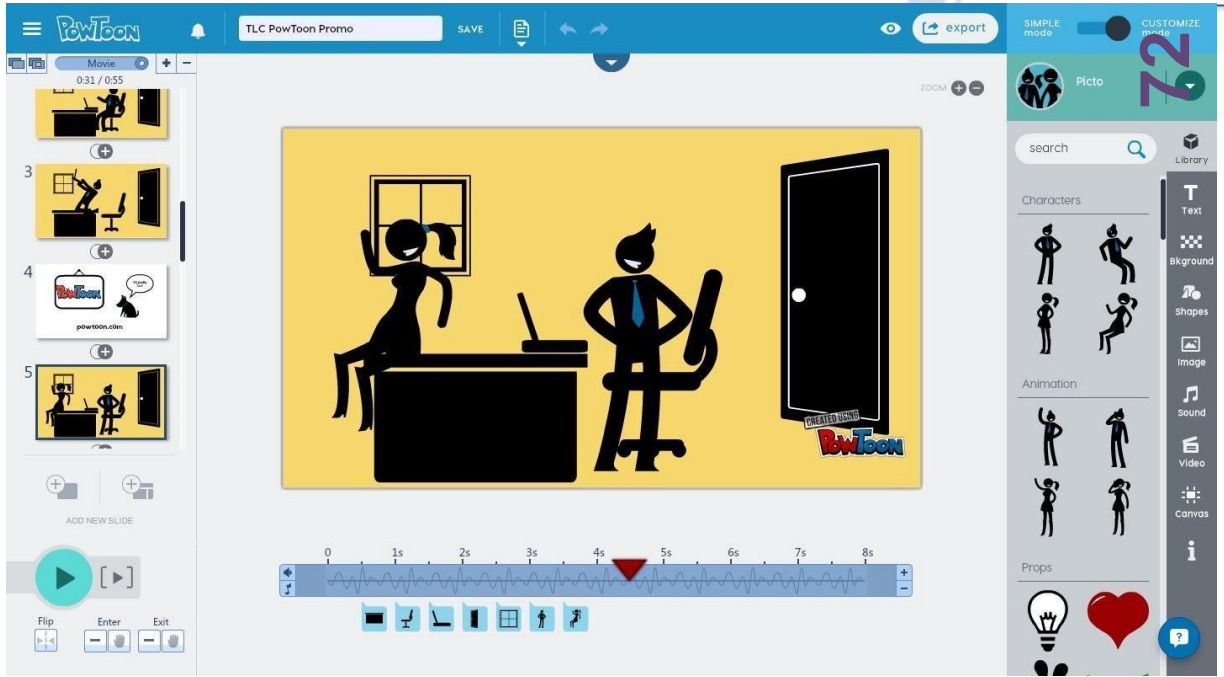 POWTOON
TLC PowToon Promo
SAVE
export
SIMPLE mode
CUSTOMIZE mode
72
Movie
0:31 / 0:55
ZOOM
Picto
search
Library
Characters
Text
Bkground
Shapes
Image
Animation
Sound
Video
Canvas
Props
3
4
POWTOON
powtoon.com
5
CREATED USING
POWTOON
ADD NEW SLIDE
0 1s 2s 3s 4s 5s 6s 7s 8s
Flip Enter Exit
?